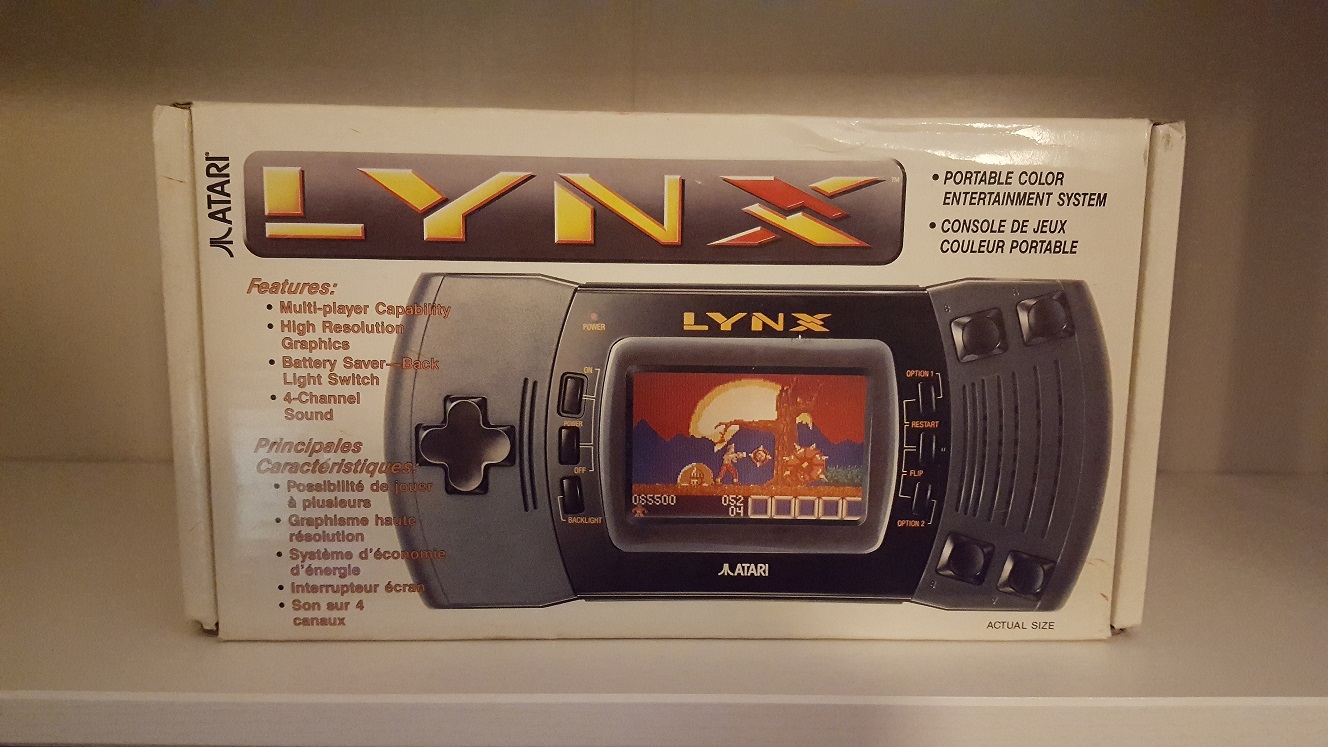 ATARI
LYNX™
• PORTABLE COLOR
ENTERTAINMENT SYSTEM
• CONSOLE DE JEUX
COULEUR PORTABLE
Features:
• Multi-player Capability
• High Resolution
Graphics
• Battery Saver—Back
Light Switch
• 4-Channel
Sound
Principales
Caractéristiques:
• Possibilité de jouer
à plusieurs
• Graphisme haute
résolution
• Système d'économie
d'énergie
• Interrupteur écran
• Son sur 4
canaux
LYNX
POWER
ON
POWER
OFF
BACKLIGHT
085500
052
04
OPTION 1
RESTART
FLIP
OPTION 2
ATARI
ACTUAL SIZE